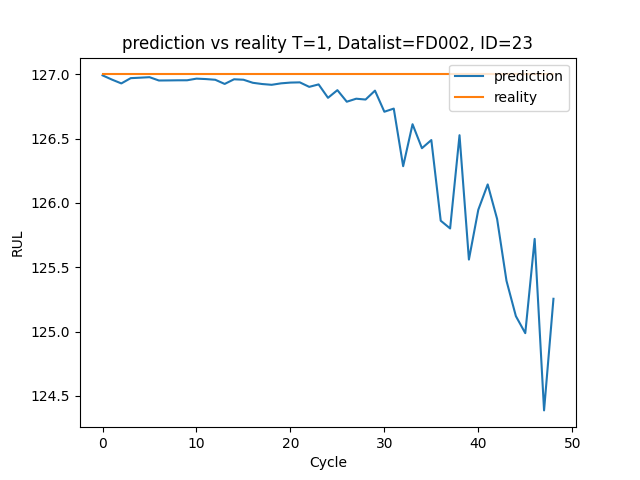 prediction vs reality T=1, Datalist=FD002, ID=23
127.0
126.5
126.0
125.5
125.0
124.5
RUL
prediction
reality
0 10 20 30 40 50
Cycle